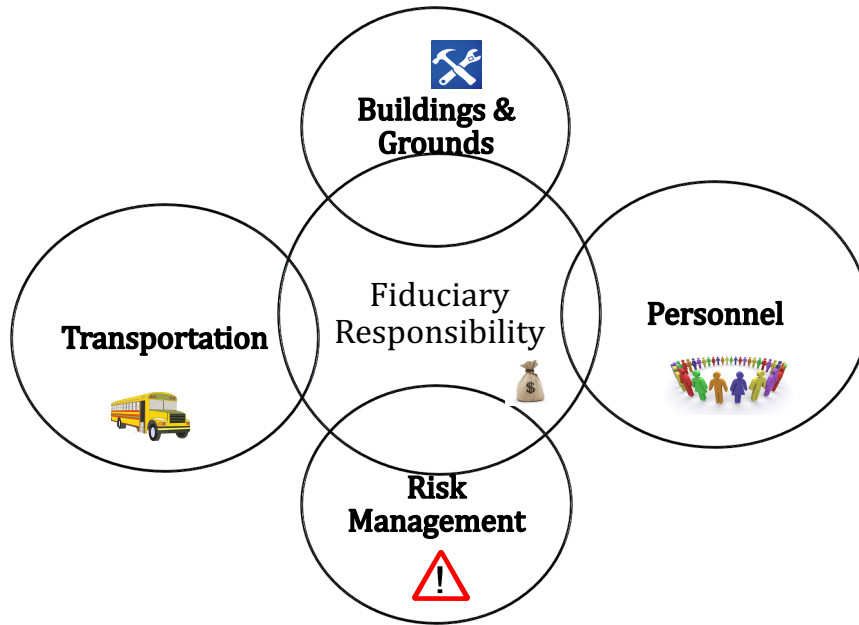 Buildings &
Grounds
Fiduciary
Responsibility
Transportation
Personnel
$
Risk
Management
!